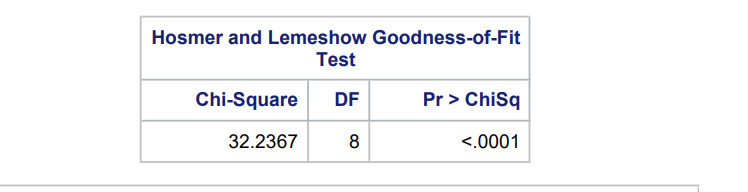 Hosmer and Lemeshow Goodness-of-Fit
Test
Chi-Square DF Pr > ChiSq
32.2367 8 <.0001